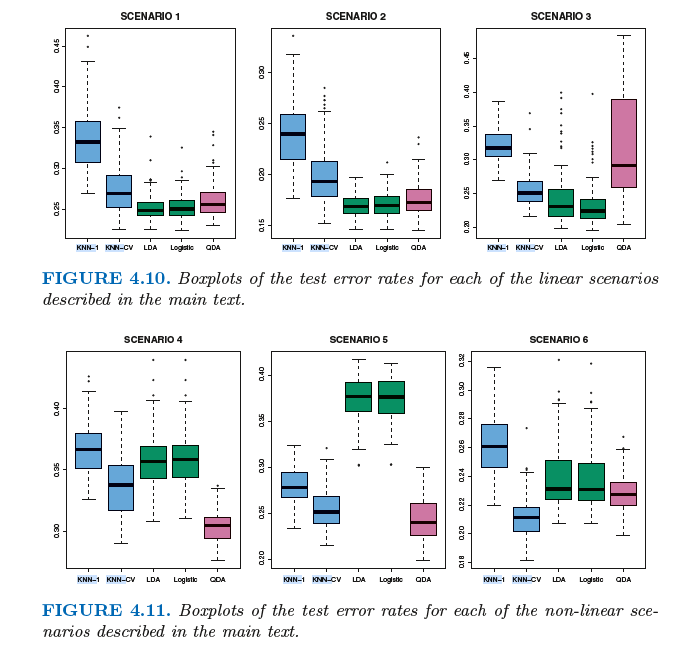 SCENARIO 1
SCENARIO 2
SCENARIO 3
0.45
0.40
0.35
0.30
0.25
0.30
0.25
0.20
0.15
0.45
0.40
0.35
0.30
0.25
0.20
KNN−1 KNN−CV LDA Logistic QDA
KNN−1 KNN−CV LDA Logistic QDA
KNN−1 KNN−CV LDA Logistic QDA
FIGURE 4.10. Boxplots of the test error rates for each of the linear scenarios
described in the main text.
SCENARIO 4
SCENARIO 5
SCENARIO 6
0.40
0.35
0.30
0.40
0.35
0.30
0.25
0.20
0.32
0.30
0.28
0.26
0.24
0.22
0.20
0.18
KNN−1 KNN−CV LDA Logistic QDA
KNN−1 KNN−CV LDA Logistic QDA
KNN−1 KNN−CV LDA Logistic QDA
FIGURE 4.11. Boxplots of the test error rates for each of the non-linear sce-
narios described in the main text.